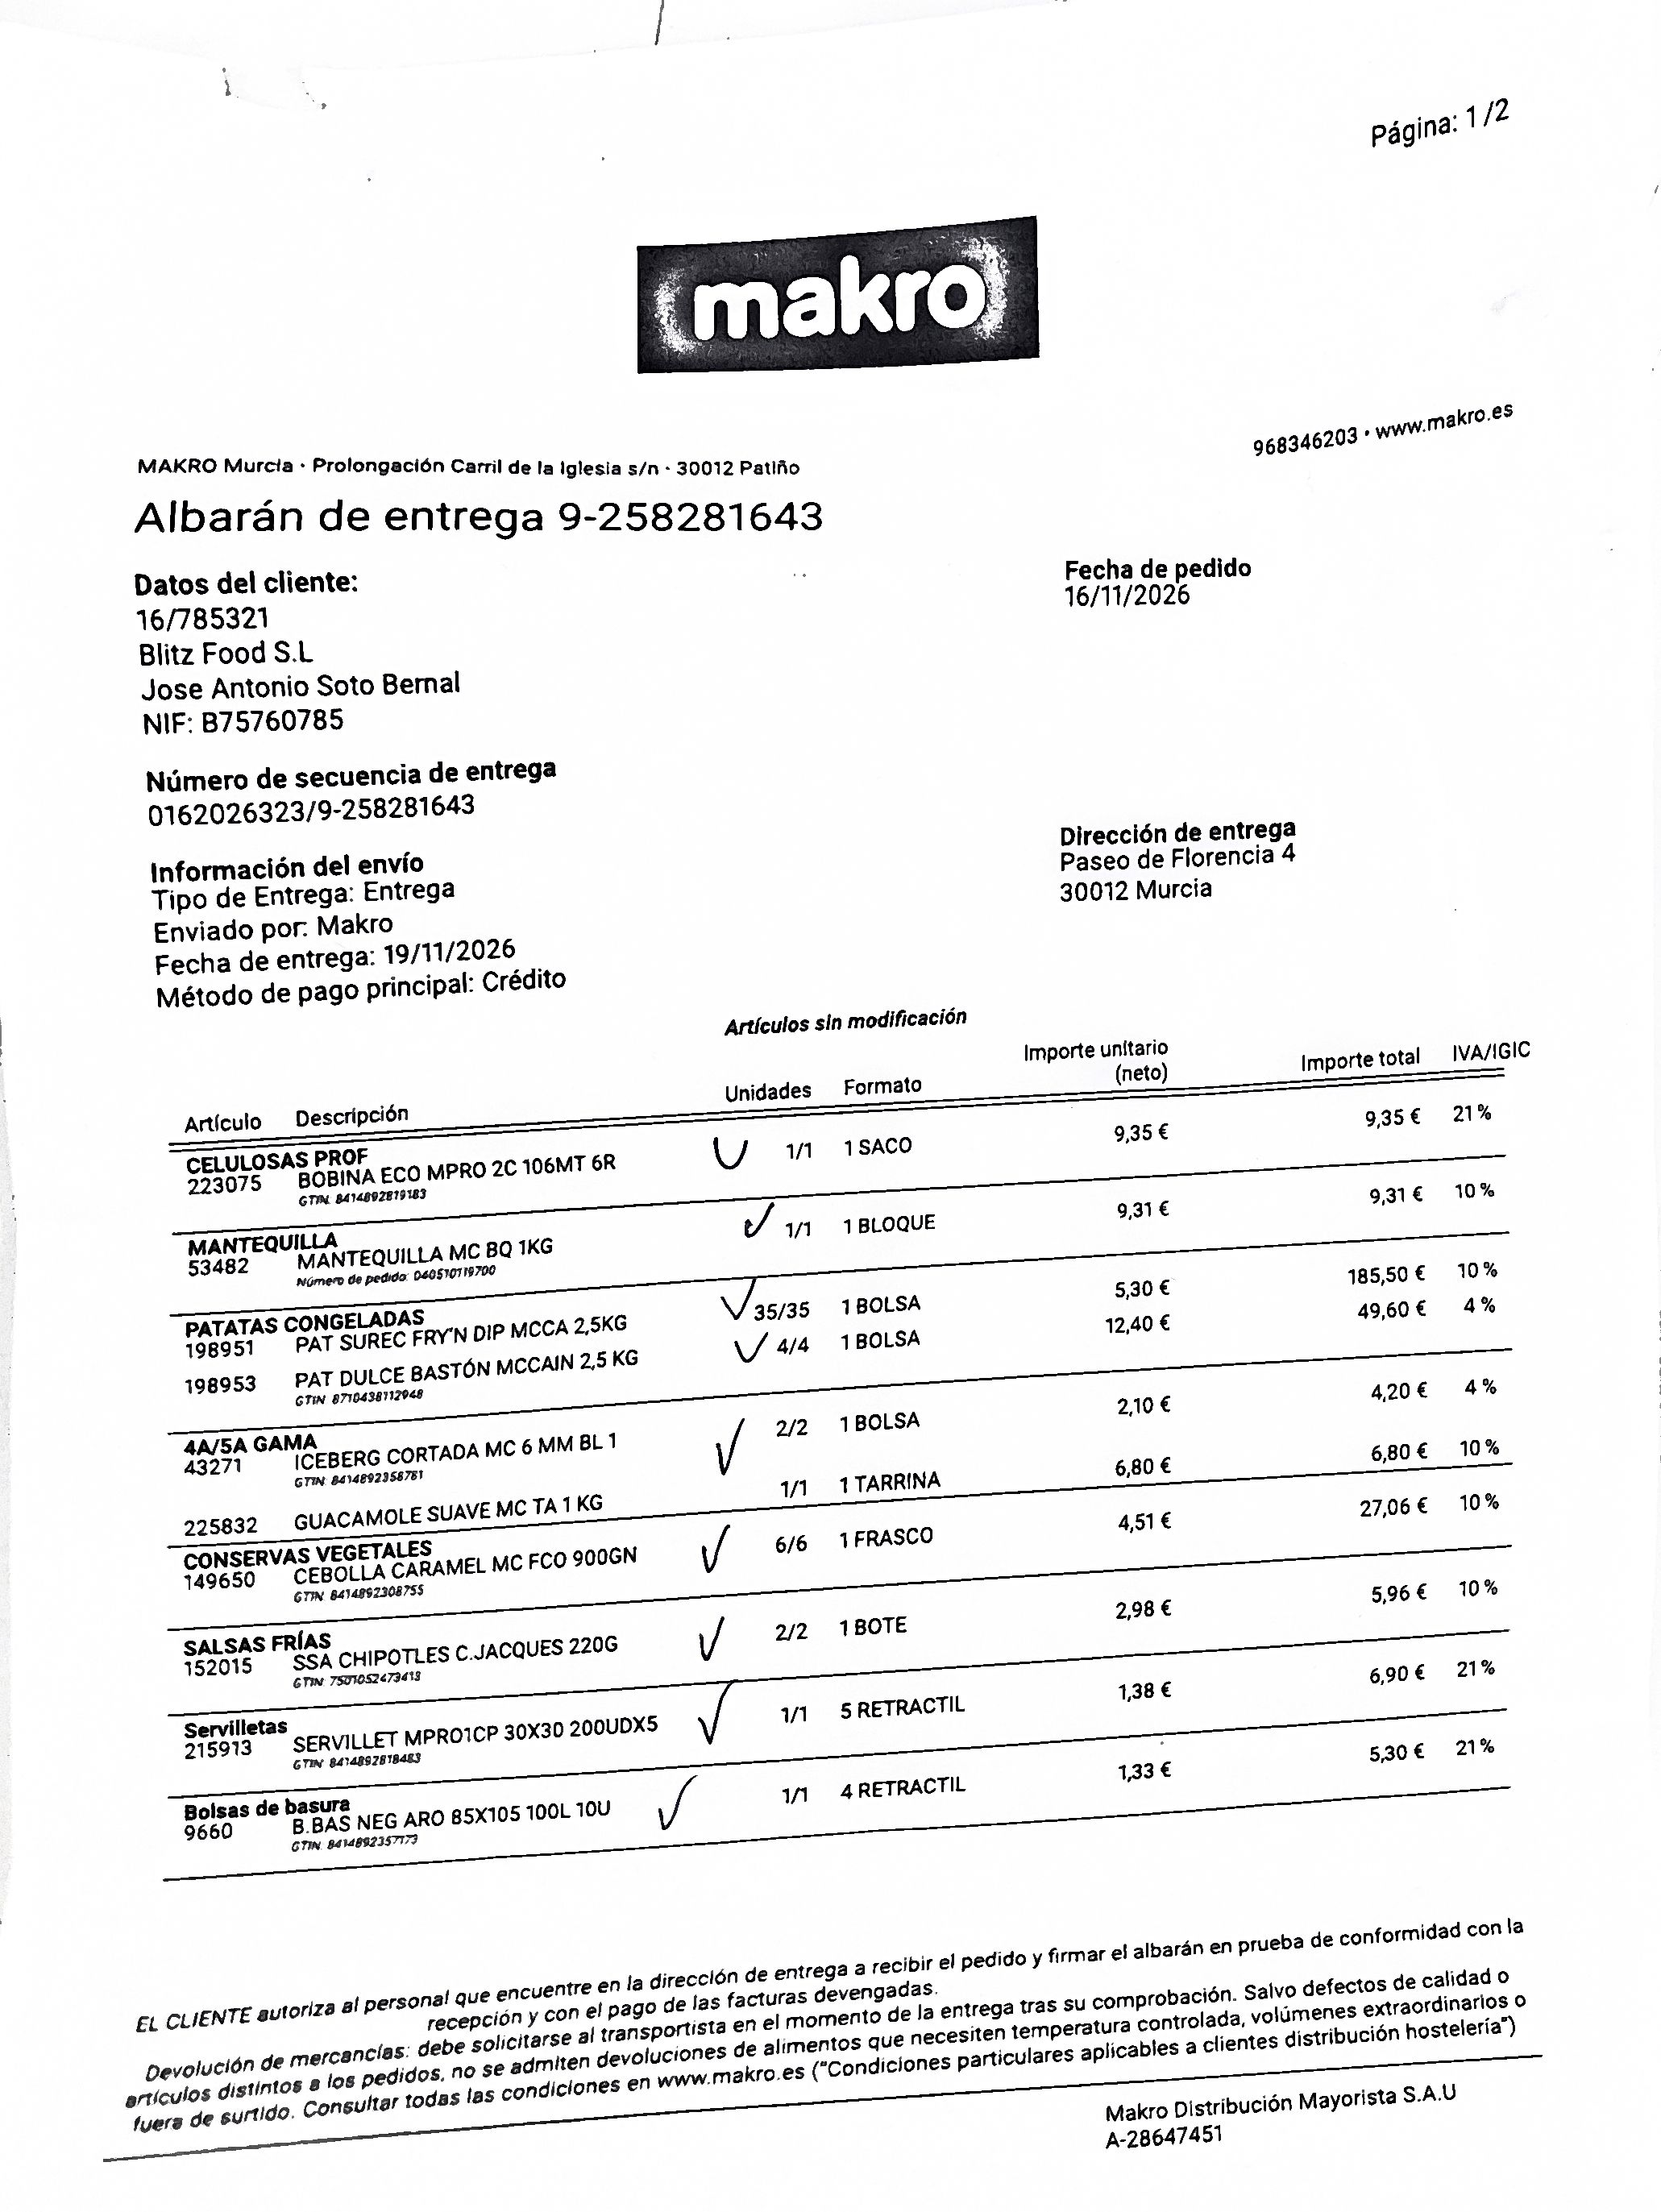 Página: 1/2
makro
968346203 · www.makro.es
MAKRO Murcia · Prolongación Carril de la Iglesia s/n · 30012 Patiño
Albarán de entrega 9-258281643
Datos del cliente:
16/785321
Blitz Food S.L
Jose Antonio Soto Bernal
NIF: B75760785
Fecha de pedido
16/11/2026
Número de secuencia de entrega
0162026323/9-258281643
Información del envío
Tipo de Entrega: Entrega
Enviado por: Makro
Fecha de entrega: 19/11/2026
Método de pago principal: Crédito
Dirección de entrega
Paseo de Florencia 4
30012 Murcia
Artículos sin modificación
Artículo Descripción Unidades Formato Importe unitario (neto) Importe total IVA/IGIC
CELULOSAS PROF
223075 BOBINA ECO MPRO 2C 106MT 6R 1/1 1 SACO 9,35 € 9,35 € 21 %
GTIN: 8414892819183
MANTEQUILLA
53482 MANTEQUILLA MC BQ 1KG 1/1 1 BLOQUE 9,31 € 9,31 € 10 %
Número de pedido: 040510119700
PATATAS CONGELADAS
198951 PAT SUREC FRY'N DIP MCCA 2,5KG 35/35 1 BOLSA 5,30 € 185,50 € 10 %
198953 PAT DULCE BASTÓN MCCAIN 2,5 KG 4/4 1 BOLSA 12,40 € 49,60 € 4 %
GTIN 8710438112948
4A/5A GAMA
43271 ICEBERG CORTADA MC 6 MM BL 1 2/2 1 BOLSA 2,10 € 4,20 € 4 %
GTIN: 8414892358781
225832 GUACAMOLE SUAVE MC TA 1 KG 1/1 1 TARRINA 6,80 € 6,80 € 10 %
CONSERVAS VEGETALES
149650 CEBOLLA CARAMEL MC FCO 900GN 6/6 1 FRASCO 4,51 € 27,06 € 10 %
GTIN: 8414892308755
SALSAS FRÍAS
152015 SSA CHIPOTLES C.JACQUES 220G 2/2 1 BOTE 2,98 € 5,96 € 10 %
GTIN: 7501052473413
Servilletas
215913 SERVILLET MPRO1CP 30X30 200UDX5 1/1 5 RETRACTIL 1,38 € 6,90 € 21 %
GTIN: 8414892818483
Bolsas de basura
9660 B.BAS NEG ARO 85X105 100L 10U 1/1 4 RETRACTIL 1,33 € 5,30 € 21 %
GTIN: 8414892357173
EL CLIENTE autoriza al personal que encuentre en la dirección de entrega a recibir el pedido y firmar el albarán en prueba de conformidad con la
recepción y con el pago de las facturas devengadas.
Devolución de mercancías: debe solicitarse al transportista en el momento de la entrega tras su comprobación. Salvo defectos de calidad o
artículos distintos a los pedidos, no se admiten devoluciones de alimentos que necesiten temperatura controlada, volúmenes extraordinarios o
fuera de surtido. Consultar todas las condiciones en www.makro.es ("Condiciones particulares aplicables a clientes distribución hostelería")
Makro Distribución Mayorista S.A.U
A-28647451